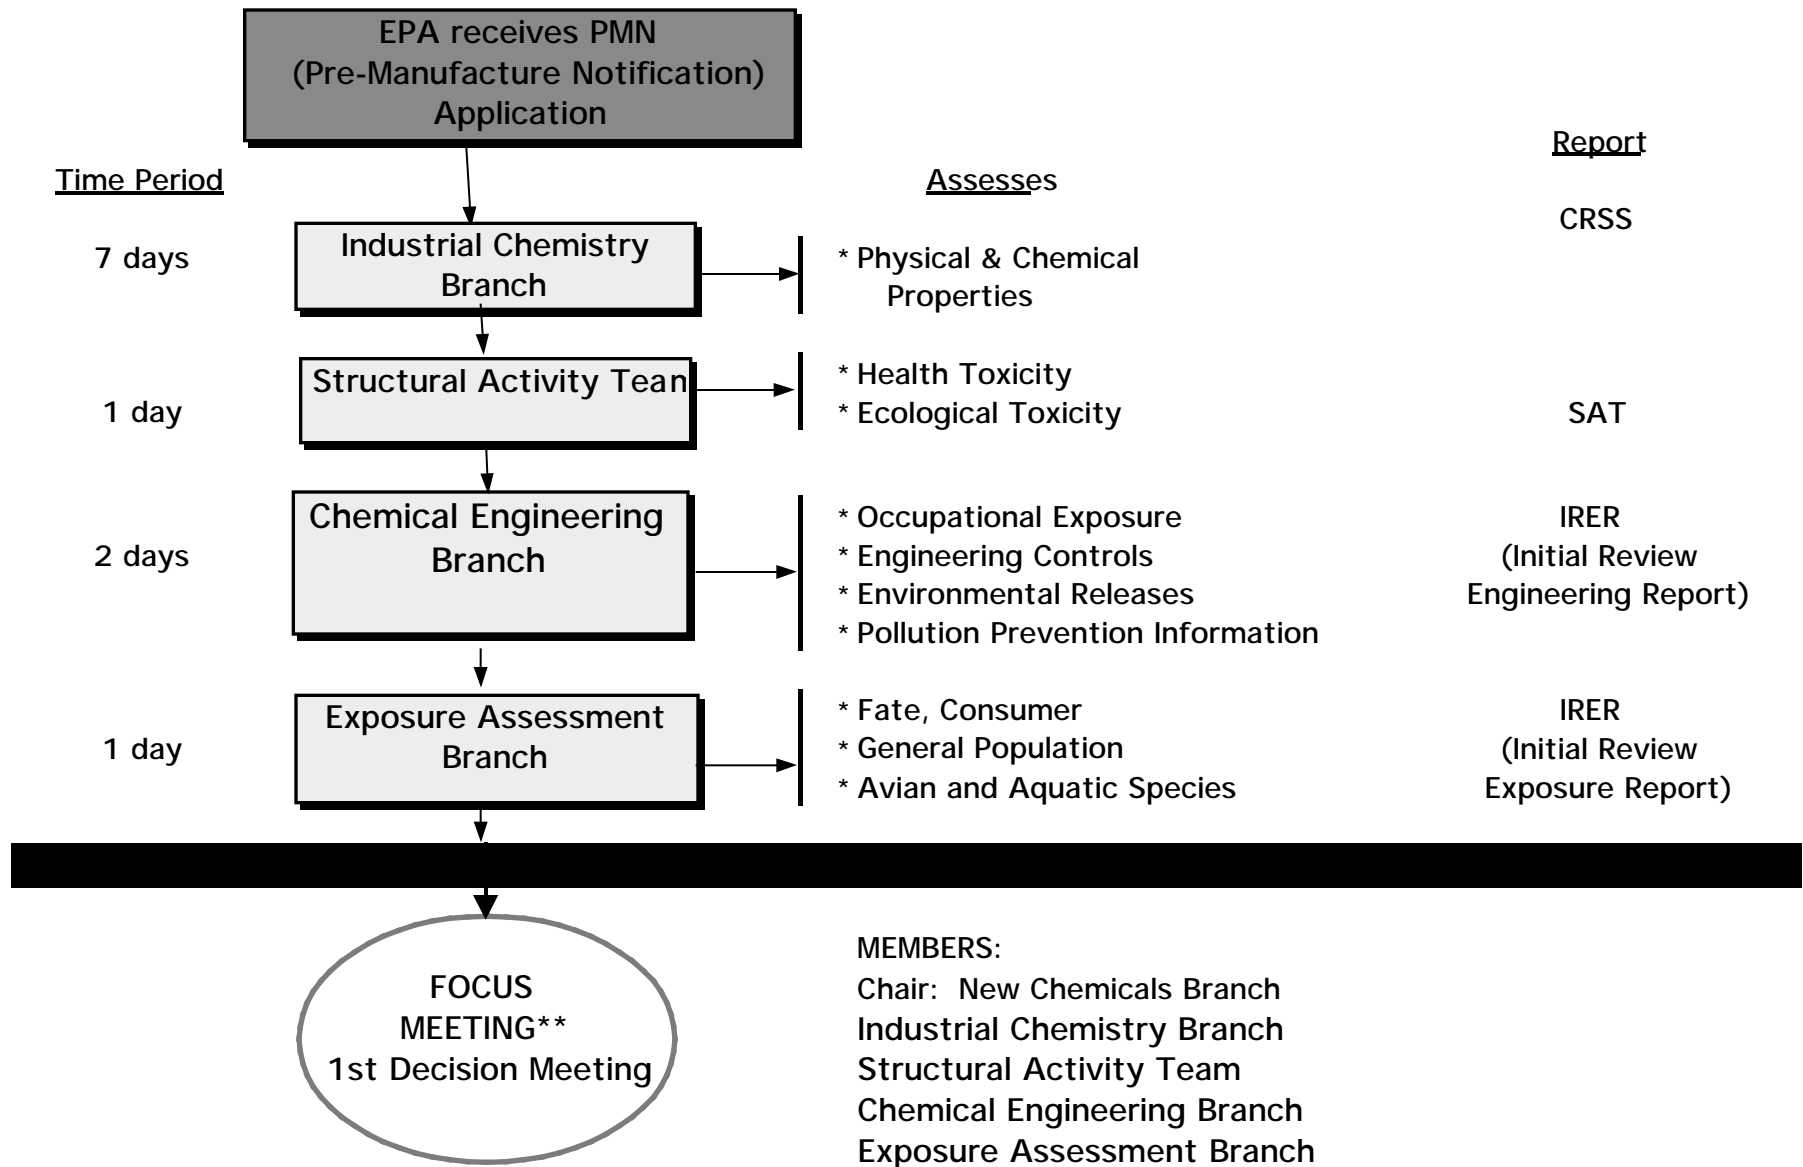 EPA receives PMN
(Pre-Manufacture Notification)
Application
Report
Time Period
Assesses
CRSS
7 days
Industrial Chemistry
Branch
* Physical & Chemical
Properties
1 day
Structural Activity Team
* Health Toxicity
* Ecological Toxicity
SAT
2 days
Chemical Engineering
Branch
* Occupational Exposure
* Engineering Controls
* Environmental Releases
* Pollution Prevention Information
IRER
(Initial Review
Engineering Report)
1 day
Exposure Assessment
Branch
* Fate, Consumer
* General Population
* Avian and Aquatic Species
IRER
(Initial Review
Exposure Report)
FOCUS
MEETING**
1st Decision Meeting
MEMBERS:
Chair: New Chemicals Branch
Industrial Chemistry Branch
Structural Activity Team
Chemical Engineering Branch
Exposure Assessment Branch